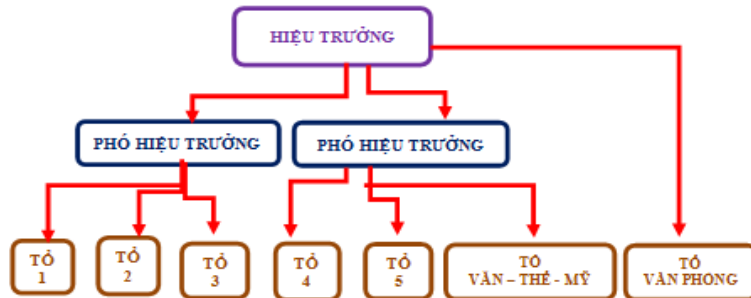 HIỆU TRƯỞNG
PHÓ HIỆU TRƯỞNG
PHÓ HIỆU TRƯỞNG
TỔ
1
TỔ
2
TỔ
3
TỔ
4
TỔ
5
TỔ
VĂN – THỂ - MỸ
TỔ
VĂN PHÒNG